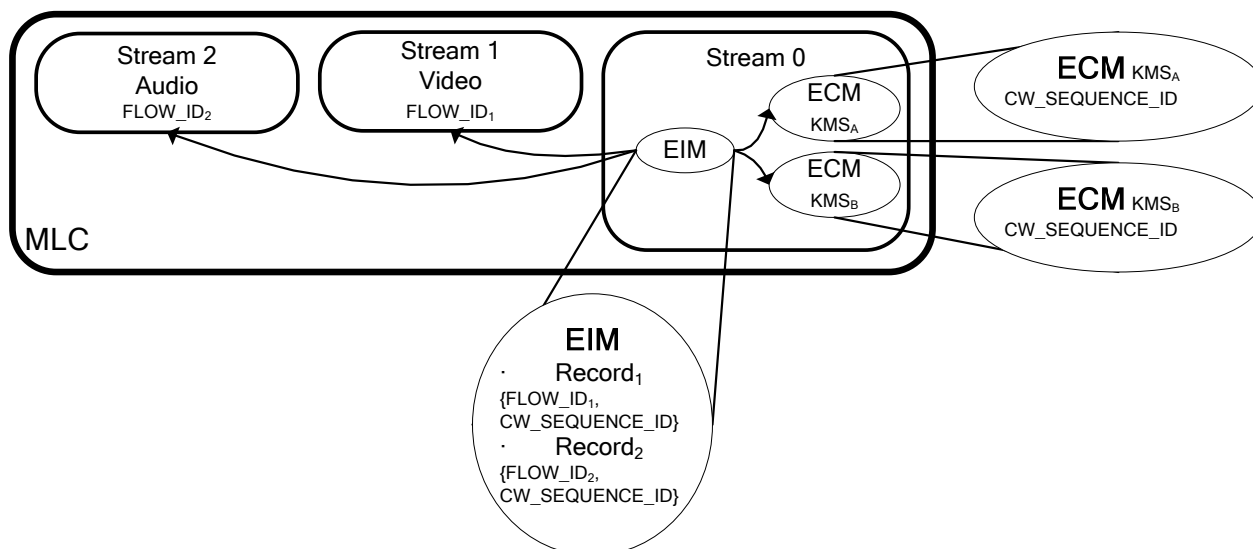 Stream 2
Audio
FLOW_ID₂
Stream 1
Video
FLOW_ID₁
Stream 0
ECM
KMS_A
EIM
ECM
KMS_B
MLC
ECM KMS_A
CW_SEQUENCE_ID
ECM KMS_B
CW_SEQUENCE_ID
EIM
· Record₁
{FLOW_ID₁,
CW_SEQUENCE_ID}
· Record₂
{FLOW_ID₂,
CW_SEQUENCE_ID}